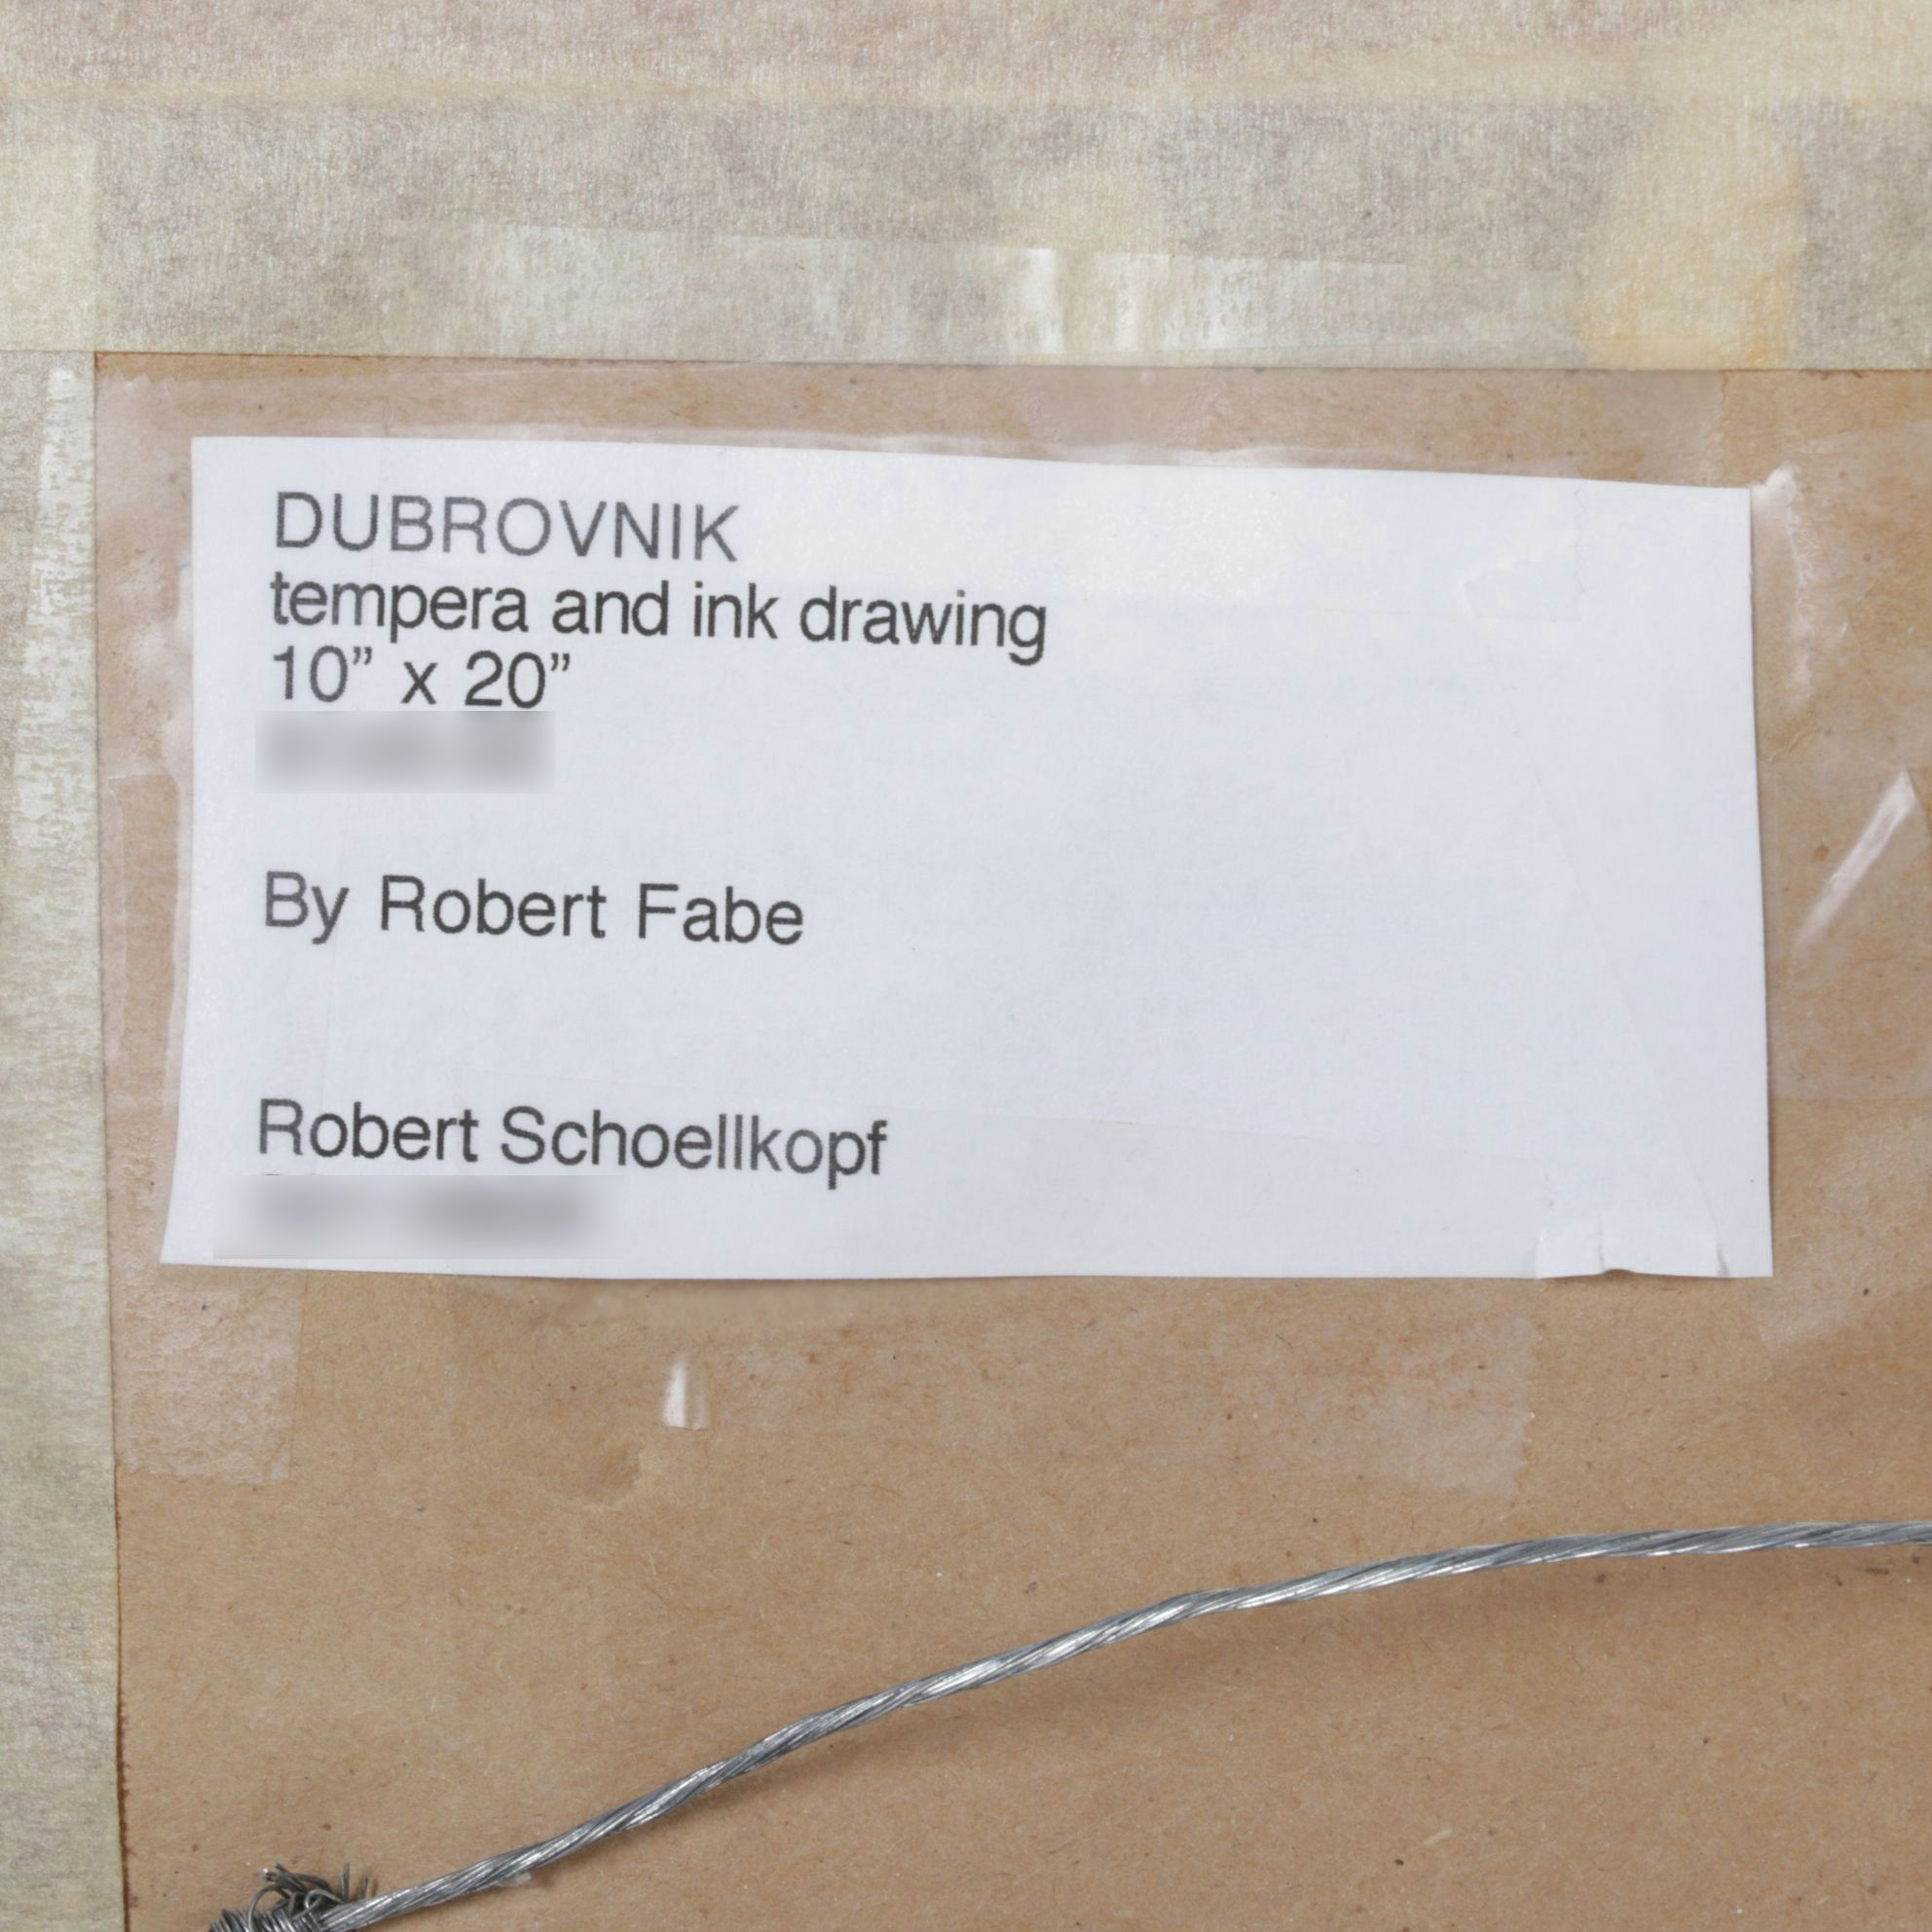 DUBROVNIK
tempera and ink drawing
10” x 20”
By Robert Fabe
Robert Schoellkopf